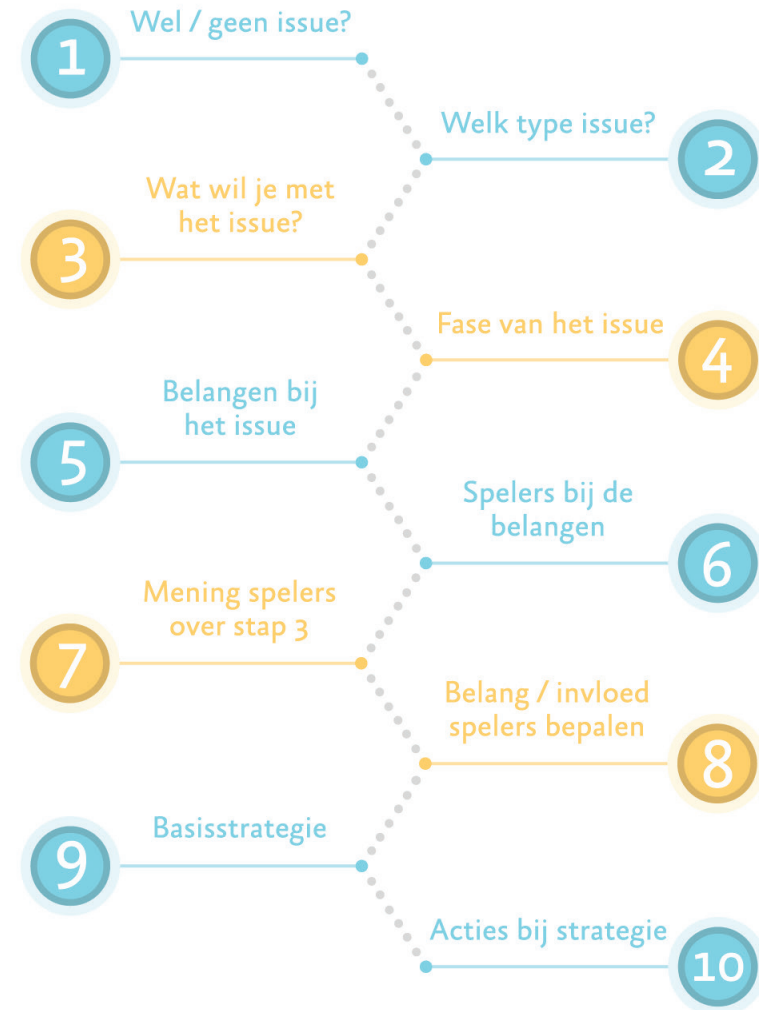 Wel / geen issue?
1
Welk type issue?
2
Wat wil je met
het issue?
3
Fase van het issue
4
Belangen bij
het issue
5
Spelers bij de
belangen
6
Mening spelers
over stap 3
7
Belang / invloed
spelers bepalen
8
Basisstrategie
9
Acties bij strategie
10